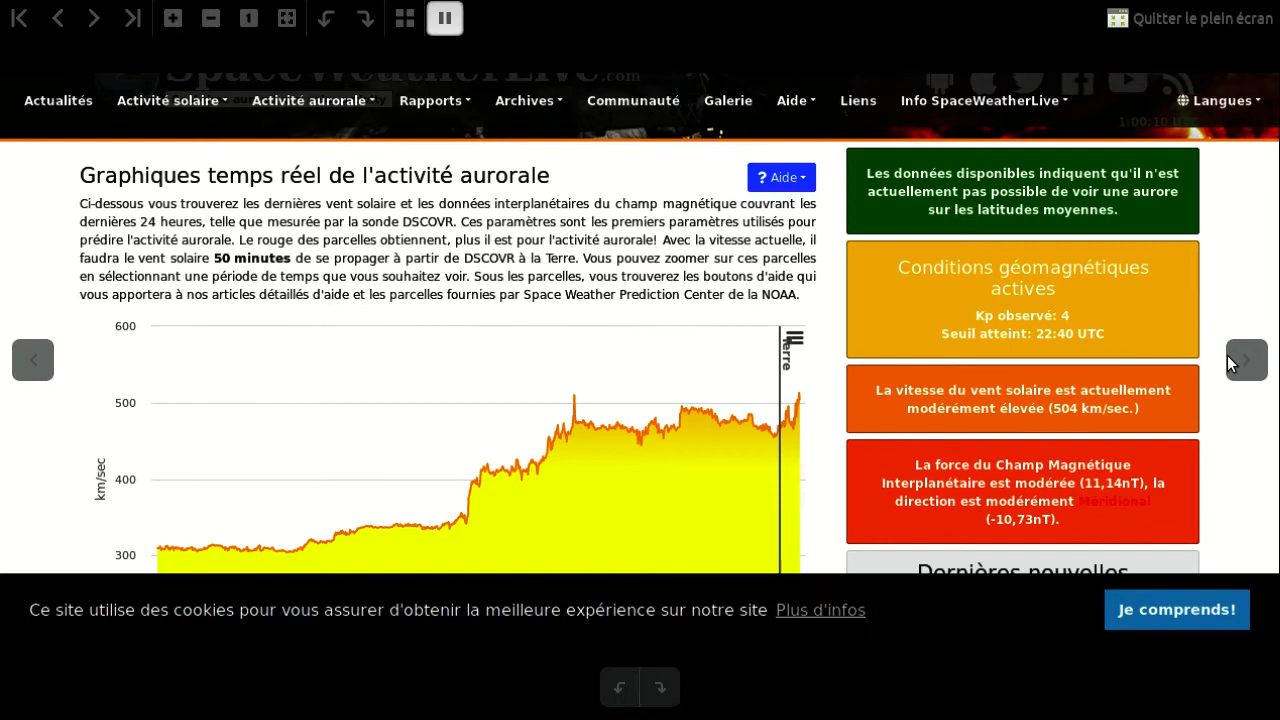 Quitter le plein écran
SpaceWeatherLive.com
Actualités Activité solaire Activité aurorale Rapports Archives Communauté Galerie Aide Liens Info SpaceWeatherLive Langues
1:00:10 UTC
Graphiques temps réel de l'activité aurorale
? Aide
Ci-dessous vous trouverez les dernières vent solaire et les données interplanétaires du champ magnétique couvrant les
dernières 24 heures, telle que mesurée par la sonde DSCOVR. Ces paramètres sont les premiers paramètres utilisés pour
prédire l'activité aurorale. Le rouge des parcelles obtiennent, plus il est pour l'activité aurorale! Avec la vitesse actuelle, il
faudra le vent solaire 50 minutes de se propager à partir de DSCOVR à la Terre. Vous pouvez zoomer sur ces parcelles
en sélectionnant une période de temps que vous souhaitez voir. Sous les parcelles, vous trouverez les boutons d'aide qui
vous apportera à nos articles détaillés d'aide et les parcelles fournies par Space Weather Prediction Center de la NOAA.
600
500
400
300
km/sec
Terre
Les données disponibles indiquent qu'il n'est
actuellement pas possible de voir une aurore
sur les latitudes moyennes.
Conditions géomagnétiques
actives
Kp observé: 4
Seuil atteint: 22:40 UTC
La vitesse du vent solaire est actuellement
modérément élevée (504 km/sec.)
La force du Champ Magnétique
Interplanétaire est modérée (11,14nT), la
direction est modérément Méridional
(-10,73nT).
Dernières nouvelles
Ce site utilise des cookies pour vous assurer d'obtenir la meilleure expérience sur notre site Plus d'infos
Je comprends!